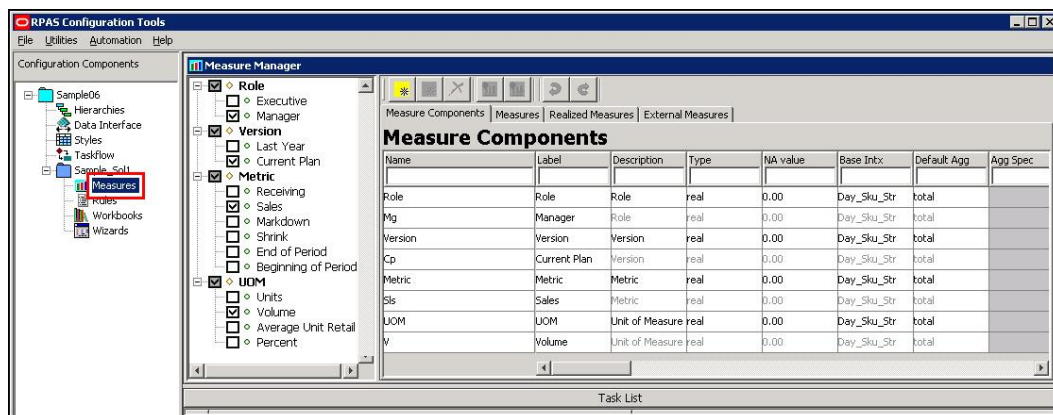 RPAS Configuration Tools
File Utilities Automation Help
Configuration Components
Sample06
Hierarchies
Data Interface
Styles
Taskflow
Sample_Sol1
Measures
Rules
Workbooks
Wizards
Measure Manager
Role
Executive
Manager
Version
Last Year
Current Plan
Metric
Receiving
Sales
Markdown
Shrink
End of Period
Beginning of Period
UOM
Units
Volume
Average Unit Retail
Percent
Measure Components Measures Realized Measures External Measures
Measure Components
Name Label Description Type NA value Base Intx Default Agg Agg Spec
Role Role Role real 0.00 Day_Sku_Str total
Mg Manager Role real 0.00 Day_Sku_Str total
Version Version Version real 0.00 Day_Sku_Str total
Cp Current Plan Version real 0.00 Day_Sku_Str total
Metric Metric Metric real 0.00 Day_Sku_Str total
Sls Sales Metric real 0.00 Day_Sku_Str total
UOM UOM Unit of Measure real 0.00 Day_Sku_Str total
V Volume Unit of Measure real 0.00 Day_Sku_Str total
Task List